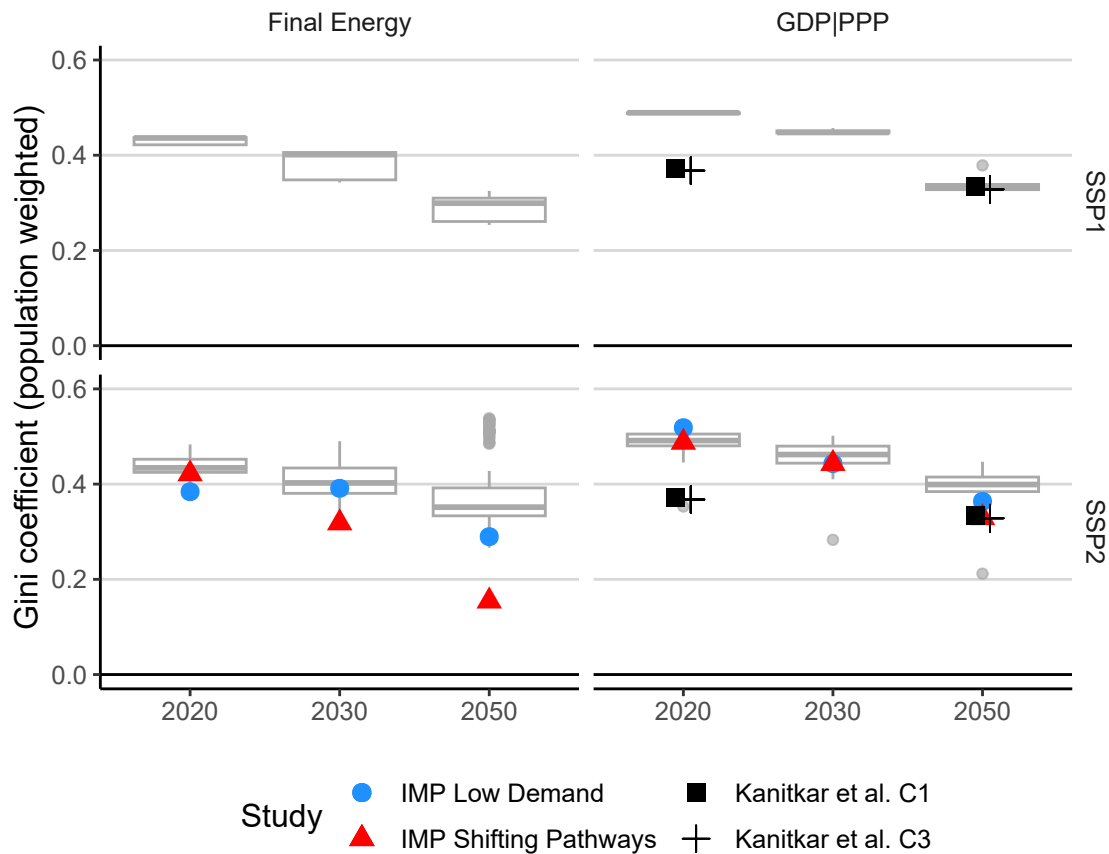 Final Energy
GDP|PPP
Gini coefficient (population weighted)
0.6
0.4
0.2
0.0
SSP1
0.6
0.4
0.2
0.0
SSP2
2020
2030
2050
2020
2030
2050
Study
IMP Low Demand
IMP Shifting Pathways
Kanitkar et al. C1
Kanitkar et al. C3